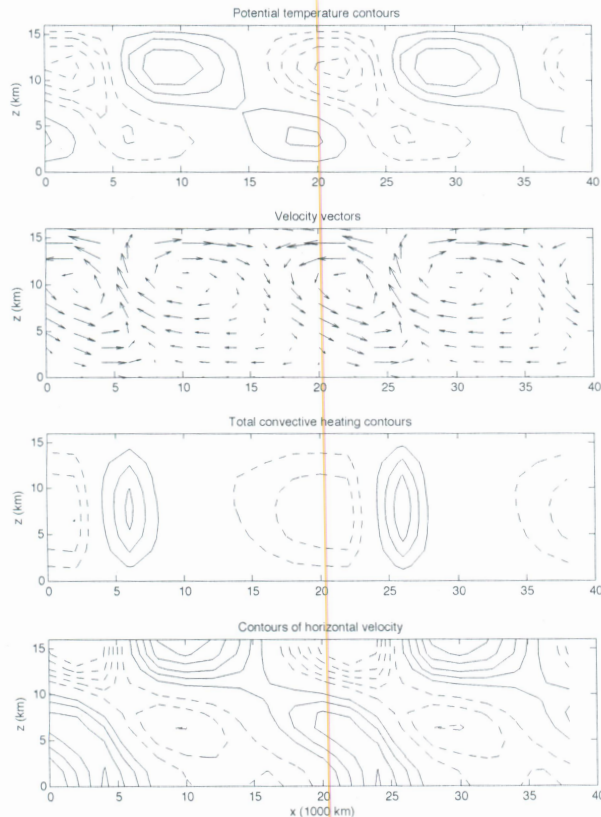 Potential temperature contours
z (km)
15
10
5
0
0 5 10 15 20 25 30 35 40
Velocity vectors
z (km)
15
10
5
0
0 5 10 15 20 25 30 35 40
Total convective heating contours
z (km)
15
10
5
0
0 5 10 15 20 25 30 35 40
Contours of horizontal velocity
z (km)
15
10
5
0
0 5 10 15 20 25 30 35 40
x (1000 km)